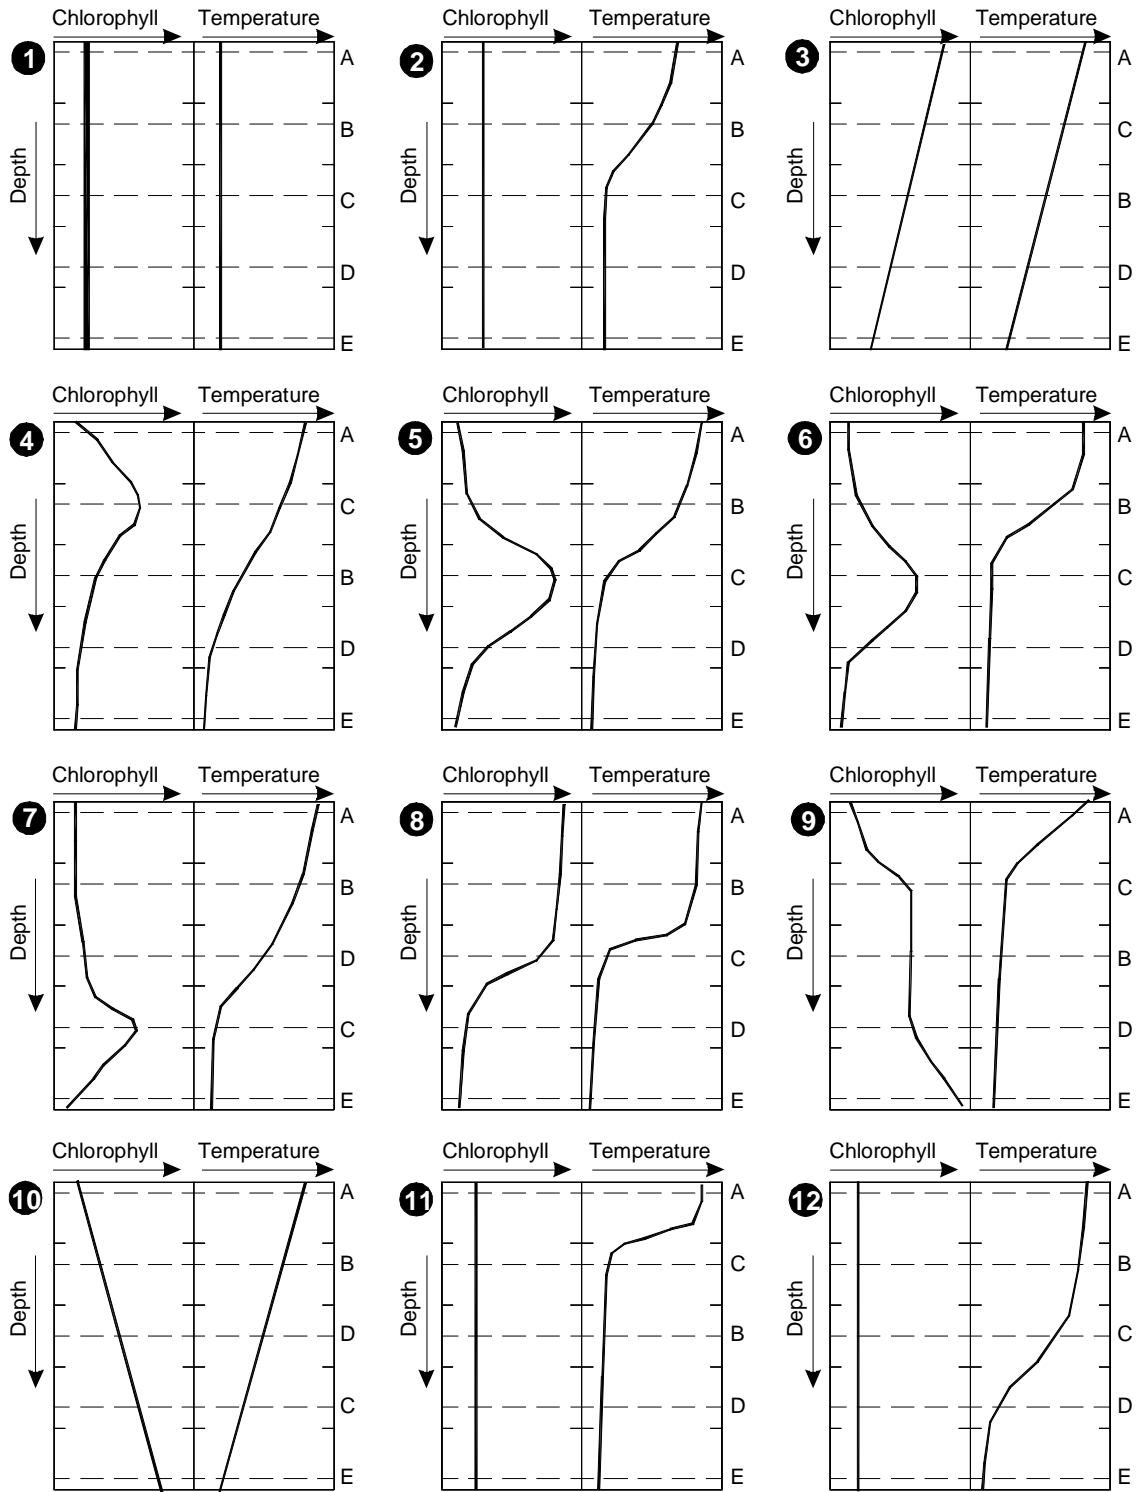 Chlorophyll Temperature Chlorophyll Temperature Chlorophyll Temperature
1 A 2 A 3 A
B B C
Depth Depth Depth
C C B
D D D
E E E
Chlorophyll Temperature Chlorophyll Temperature Chlorophyll Temperature
4 A 5 A 6 A
C B B
Depth Depth Depth
B C C
D D D
E E E
Chlorophyll Temperature Chlorophyll Temperature Chlorophyll Temperature
7 A 8 A 9 A
B B C
Depth Depth Depth
D C B
C D D
E E E
Chlorophyll Temperature Chlorophyll Temperature Chlorophyll Temperature
10 A 11 A 12 A
B C B
Depth Depth Depth
D B C
C D D
E E E